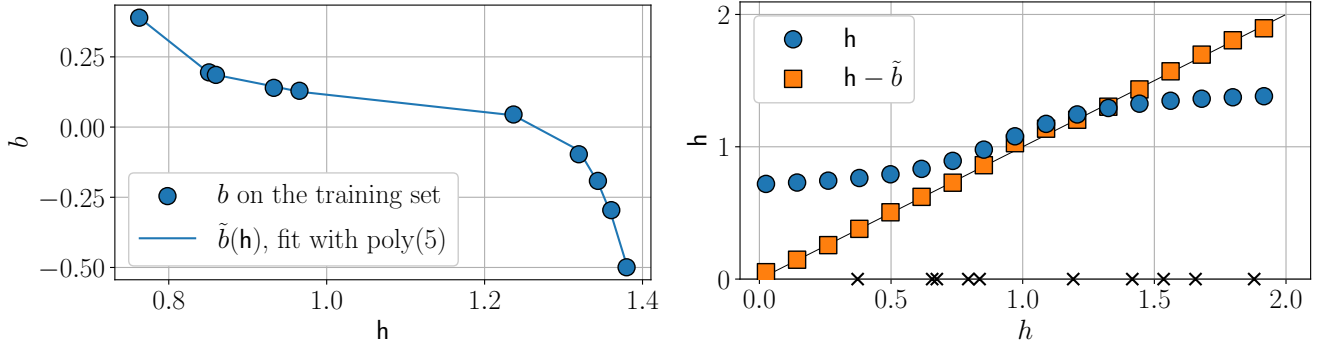 0.25
0.00
−0.25
−0.50
b
b on the training set
b̃(h), fit with poly(5)
0.8
1.0
1.2
1.4
h
2
1
0
h
h
h − b̃
0.0
0.5
1.0
1.5
2.0
h